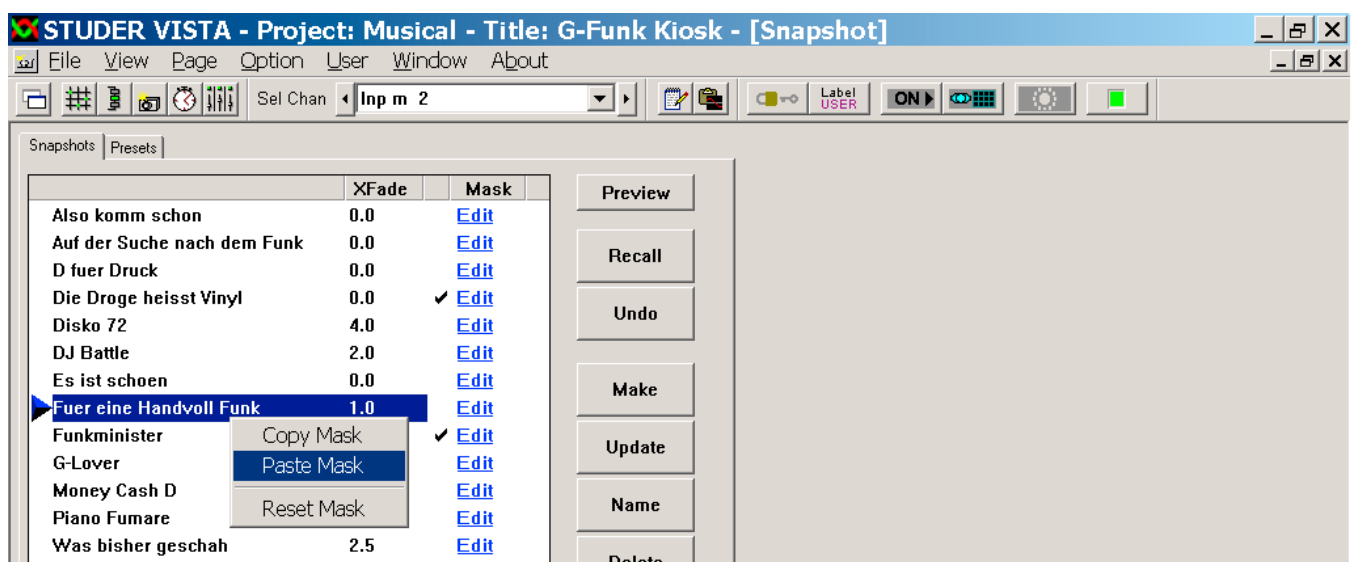 STUDER VISTA - Project: Musical - Title: G-Funk Kiosk - [Snapshot]
File View Page Option User Window About
Sel Chan Inp m 2 Label USER ON
Snapshots Presets
XFade Mask
Also komm schon 0.0 Edit
Auf der Suche nach dem Funk 0.0 Edit
D fuer Druck 0.0 Edit
Die Droge heisst Vinyl 0.0 ✔ Edit
Disko 72 4.0 Edit
DJ Battle 2.0 Edit
Es ist schoen 0.0 Edit
Fuer eine Handvoll Funk 1.0 Edit
Funkminister ✔ Edit
G-Lover Edit
Money Cash D Edit
Piano Fumare Edit
Was bisher geschah 2.5 Edit
Copy Mask
Paste Mask
Reset Mask
Preview
Recall
Undo
Make
Update
Name
Delete